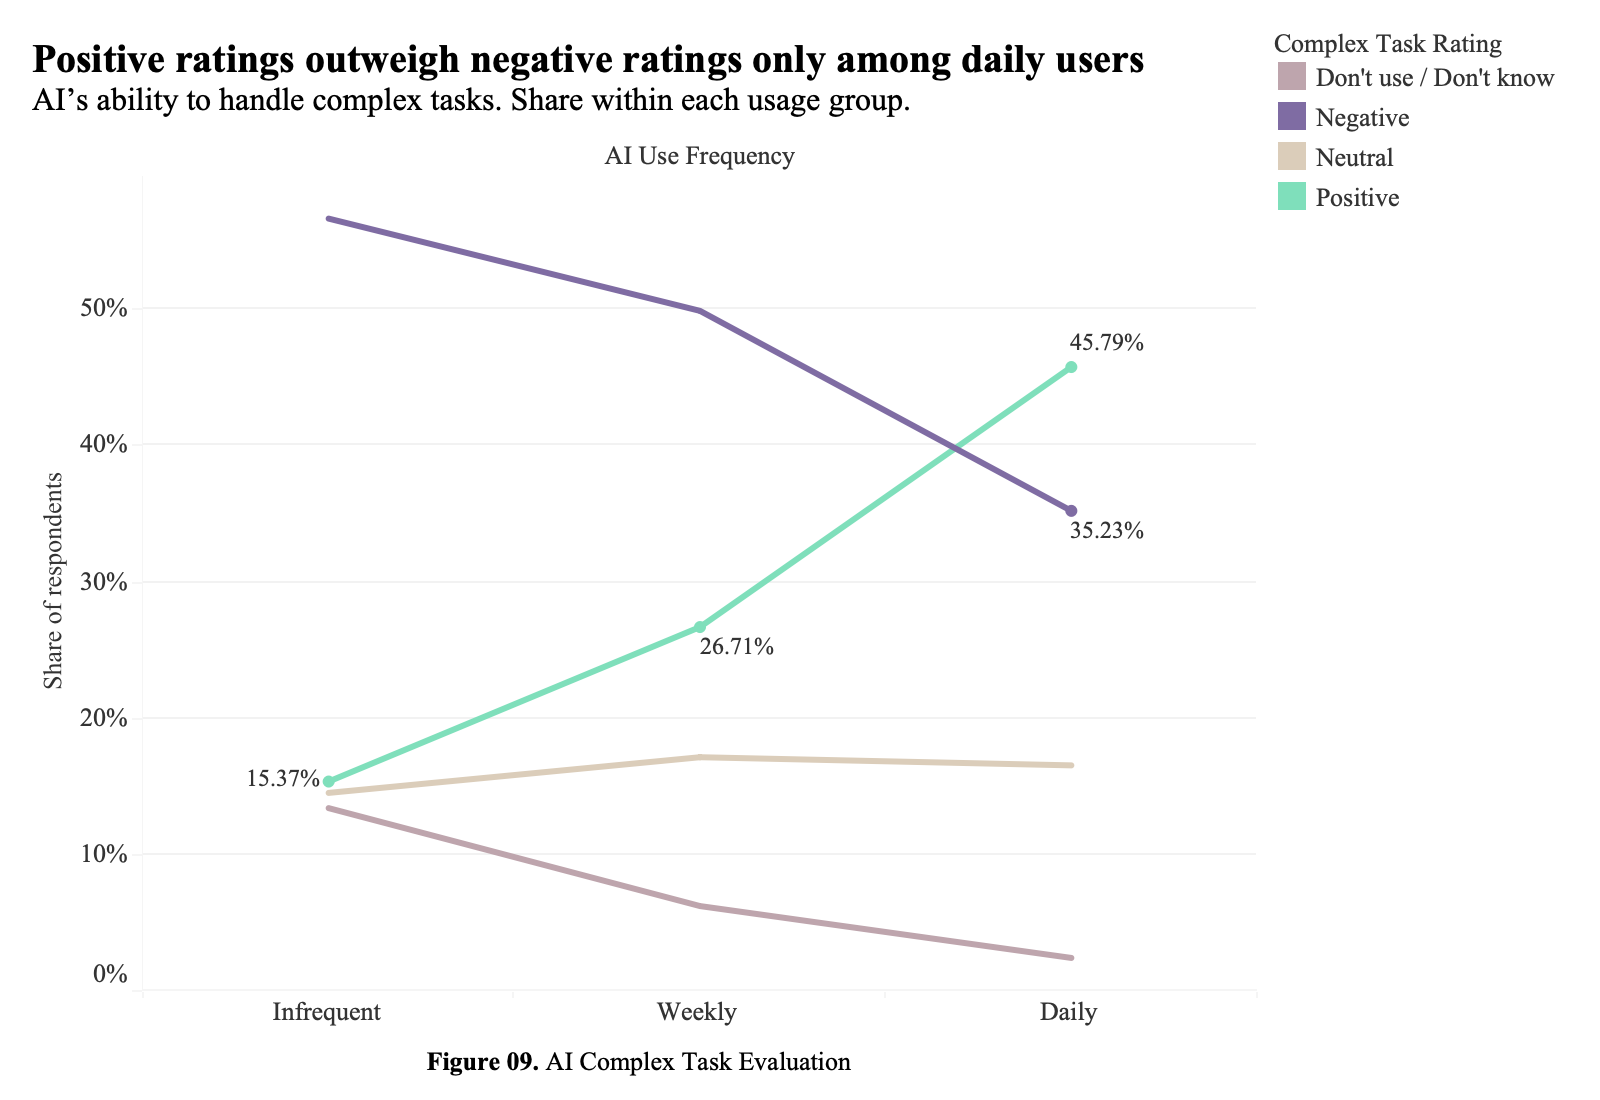 Positive ratings outweigh negative ratings only among daily users
AI’s ability to handle complex tasks. Share within each usage group.
Complex Task Rating
Don't use / Don't know
Negative
Neutral
Positive
AI Use Frequency
Share of respondents
50%
40%
30%
20%
10%
0%
45.79%
35.23%
26.71%
15.37%
Infrequent
Weekly
Daily
Figure 09. AI Complex Task Evaluation